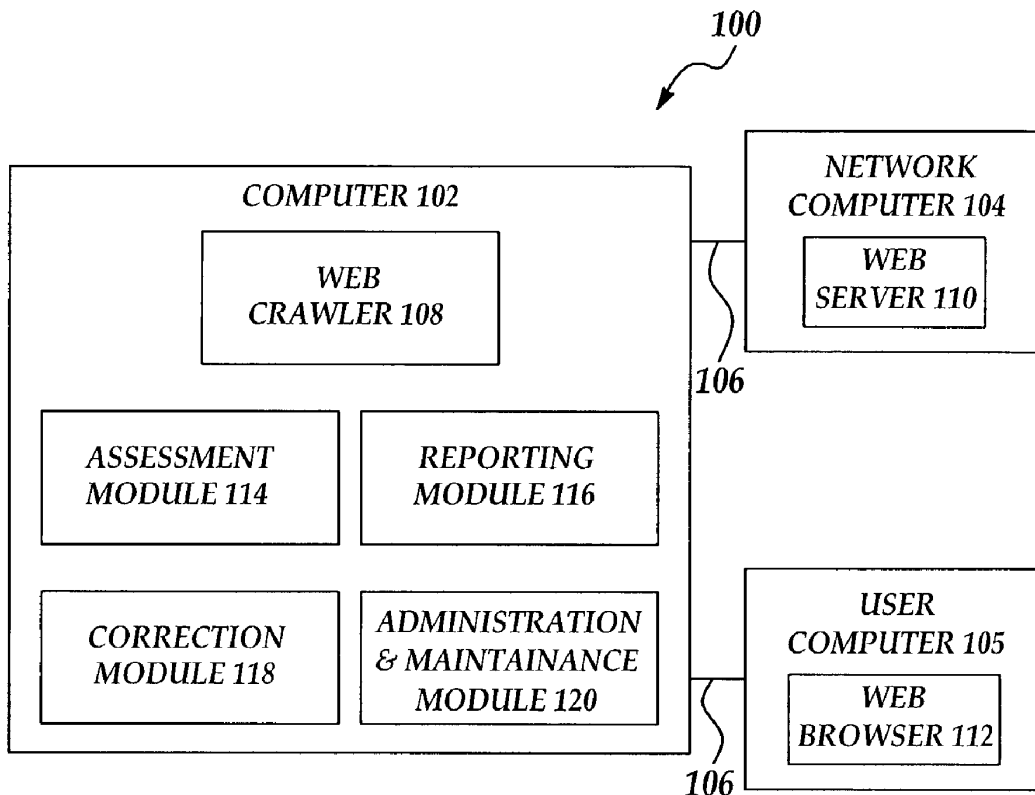 100
COMPUTER 102
WEB
CRAWLER 108
ASSESSMENT
MODULE 114
REPORTING
MODULE 116
CORRECTION
MODULE 118
ADMINISTRATION
& MAINTAINANCE
MODULE 120
NETWORK
COMPUTER 104
WEB
SERVER 110
106
USER
COMPUTER 105
WEB
BROWSER 112
106